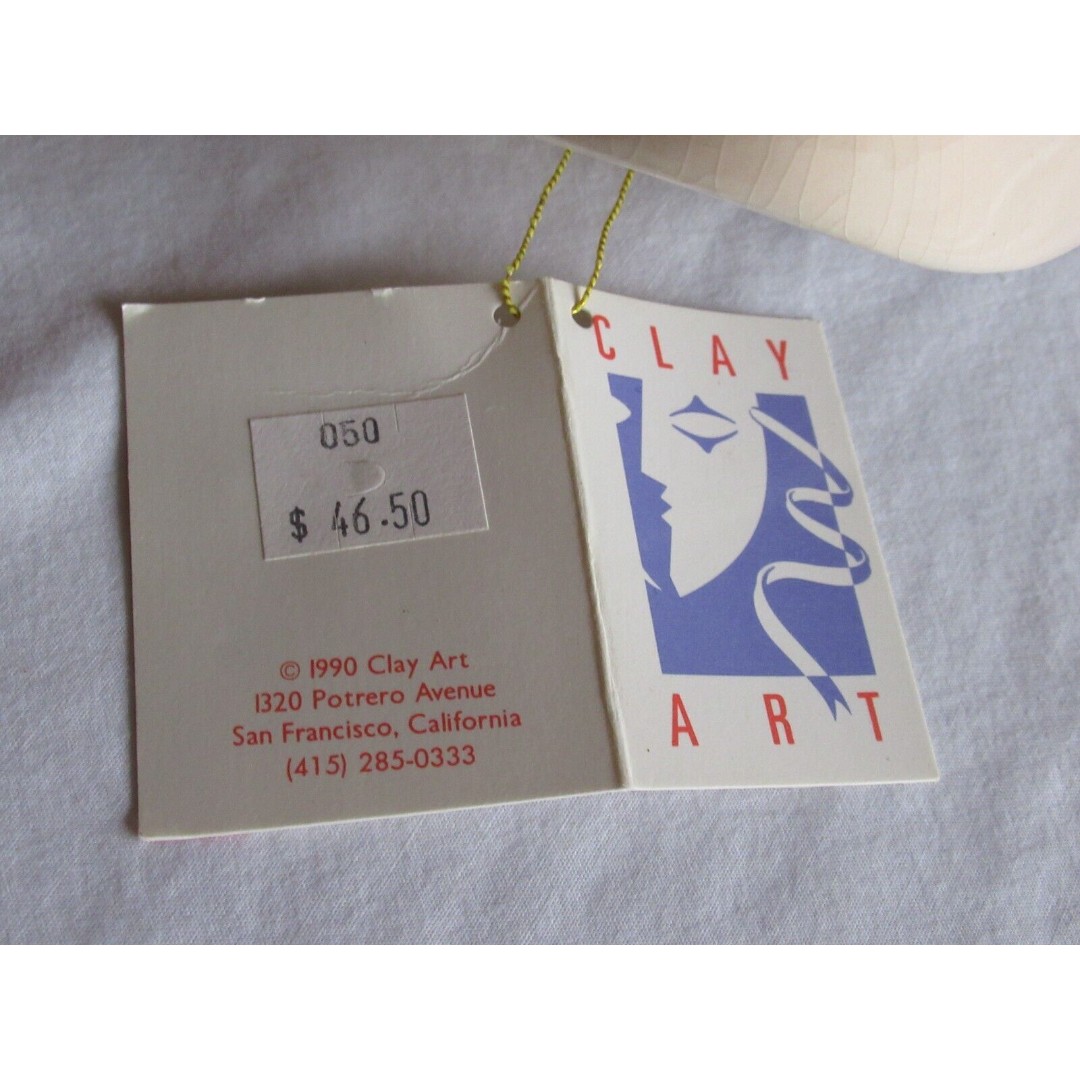 050
$ 46.50
© 1990 Clay Art
1320 Potrero Avenue
San Francisco, California
(415) 285-0333
CLAY
ART